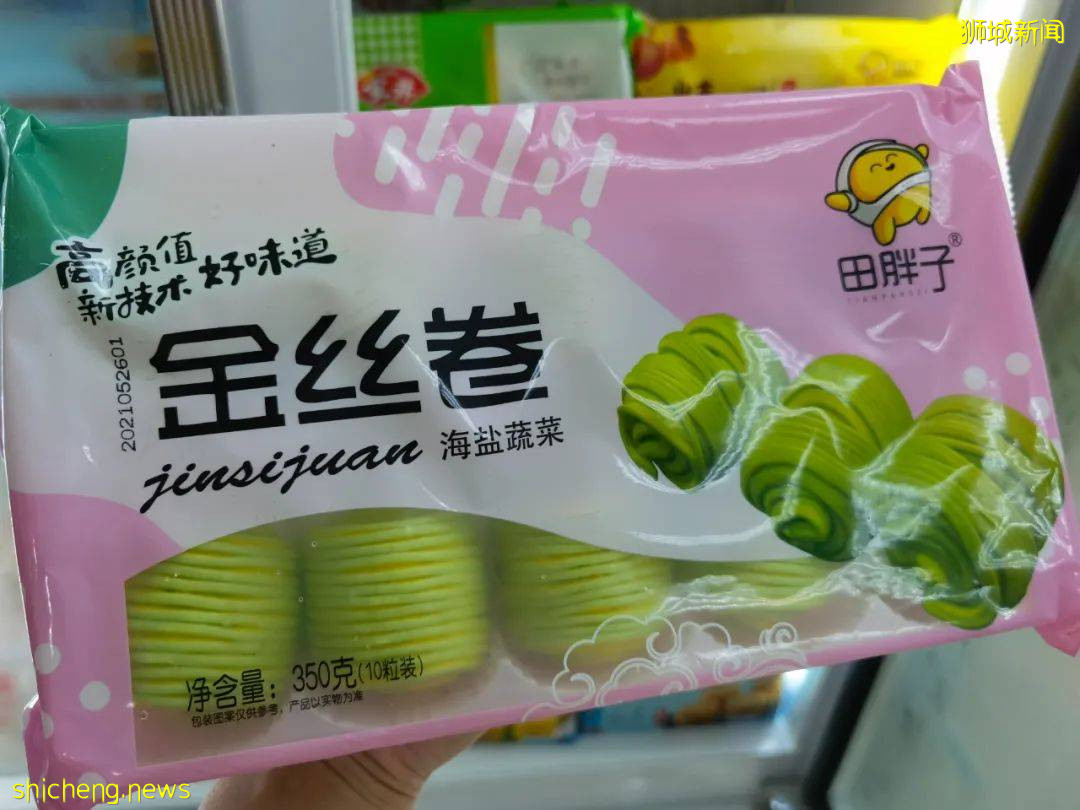 狮城新闻
田胖子®
TIANPANGZI
高颜值
新技术 好味道
金丝卷
jinsijuan 海盐蔬菜
2021052601
净含量：350克(10粒装)
包装图案仅供参考，产品以实物为准
shicheng.news